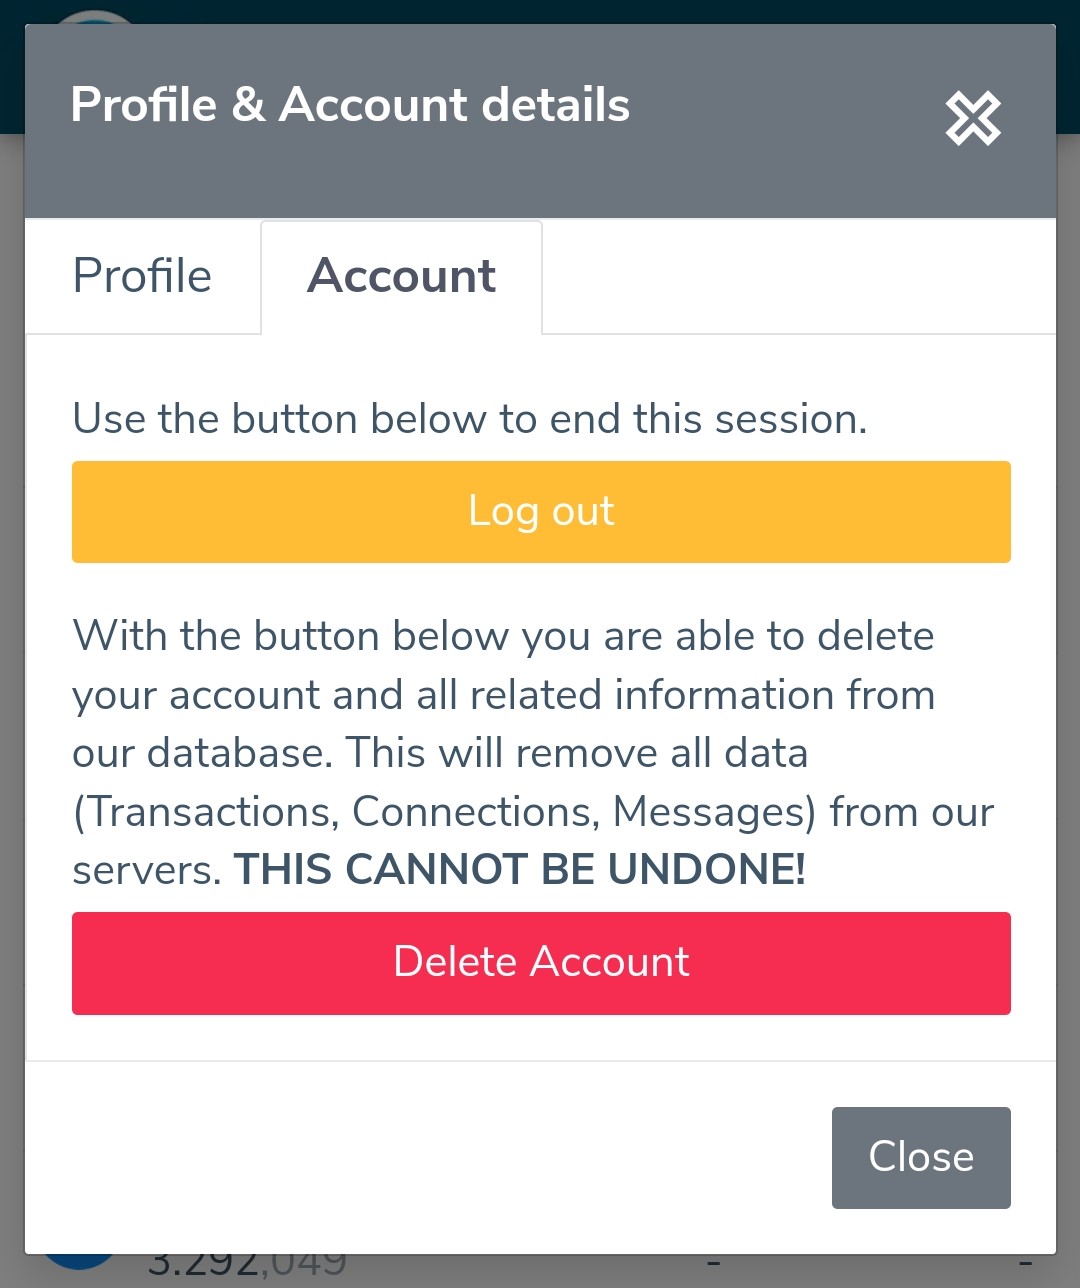 Profile & Account details
Profile
Account
Use the button below to end this session.
Log out
With the button below you are able to delete
your account and all related information from
our database. This will remove all data
(Transactions, Connections, Messages) from our
servers. THIS CANNOT BE UNDONE!
Delete Account
Close
3.292,049 - -